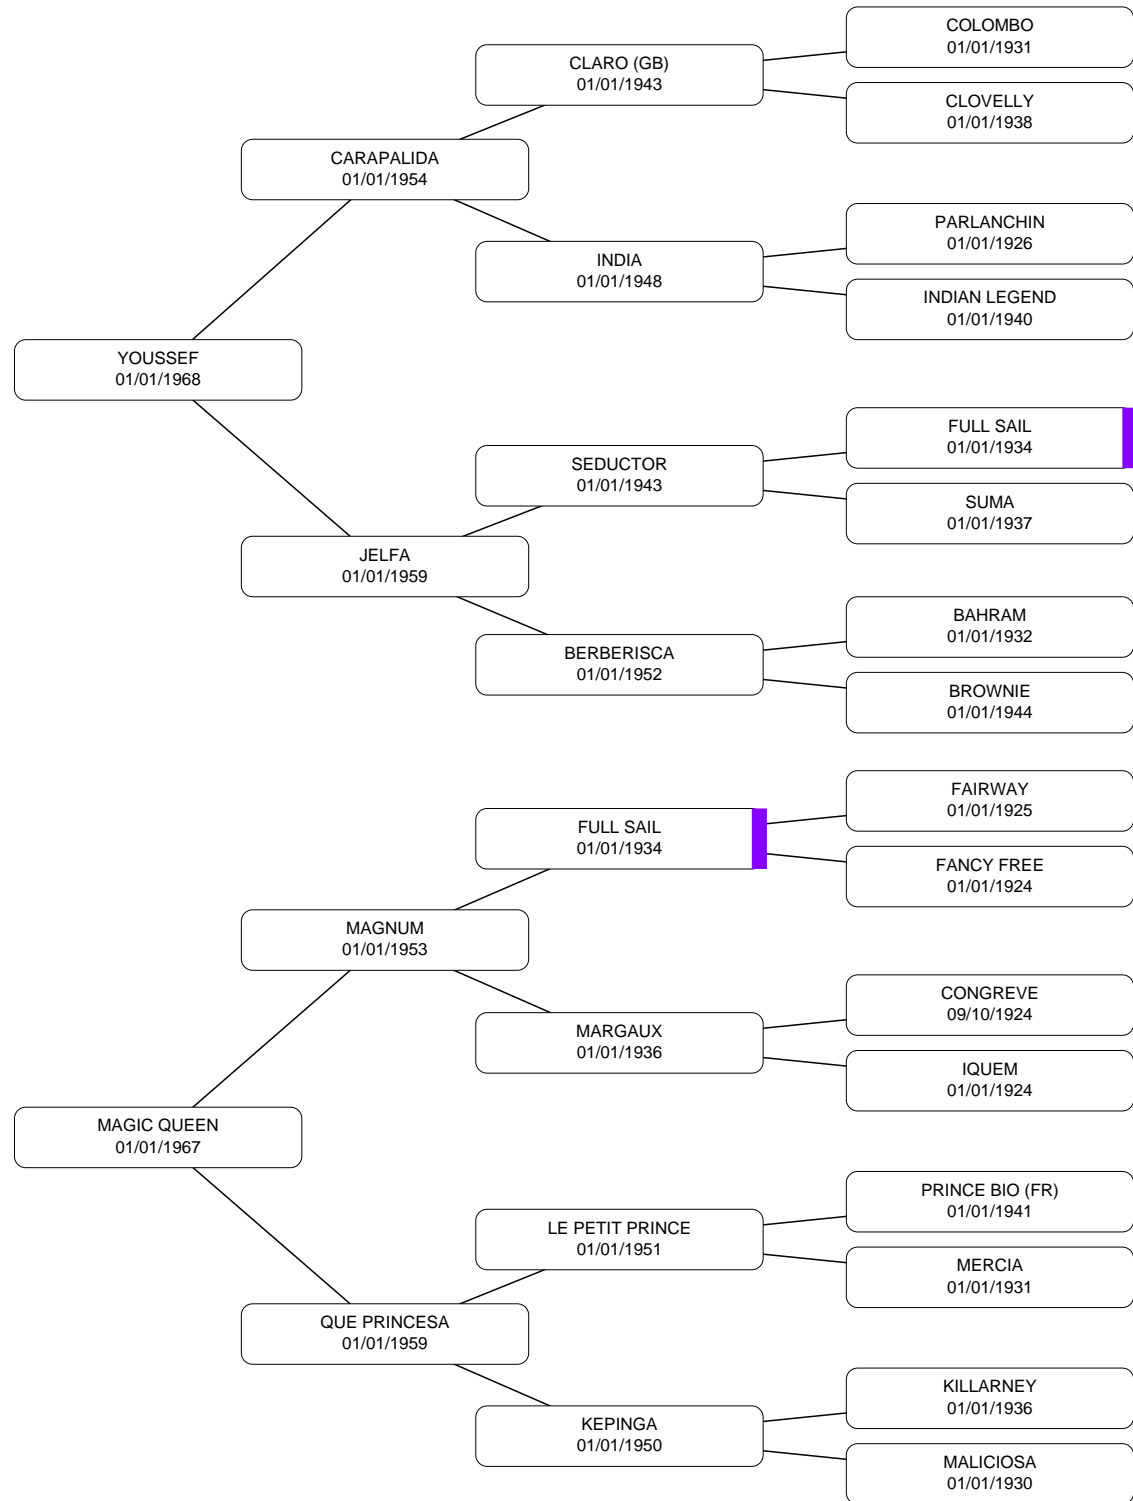 COLOMBO
01/01/1931
CLARO (GB)
01/01/1943
CLOVELLY
01/01/1938
CARAPALIDA
01/01/1954
PARLANCHIN
01/01/1926
INDIA
01/01/1948
INDIAN LEGEND
01/01/1940
YOUSSEF
01/01/1968
FULL SAIL
01/01/1934
SEDUCTOR
01/01/1943
SUMA
01/01/1937
JELFA
01/01/1959
BAHRAM
01/01/1932
BERBERISCA
01/01/1952
BROWNIE
01/01/1944
FAIRWAY
01/01/1925
FULL SAIL
01/01/1934
FANCY FREE
01/01/1924
MAGNUM
01/01/1953
CONGREVE
09/10/1924
MARGAUX
01/01/1936
IQUEM
01/01/1924
MAGIC QUEEN
01/01/1967
PRINCE BIO (FR)
01/01/1941
LE PETIT PRINCE
01/01/1951
MERCIA
01/01/1931
QUE PRINCESA
01/01/1959
KILLARNEY
01/01/1936
KEPINGA
01/01/1950
MALICIOSA
01/01/1930